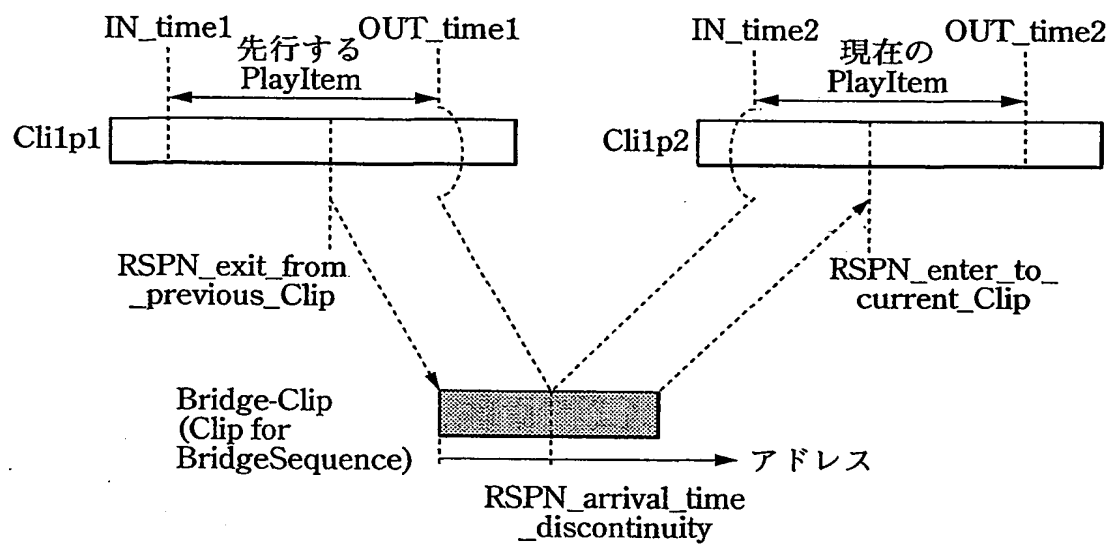 IN_time1
OUT_time1
先行する
PlayItem
Cli1p1
IN_time2
OUT_time2
現在の
PlayItem
Cli1p2
RSPN_exit_from
_previous_Clip
RSPN_enter_to_
current_Clip
Bridge-Clip
(Clip for
BridgeSequence)
アドレス
RSPN_arrival_time
_discontinuity